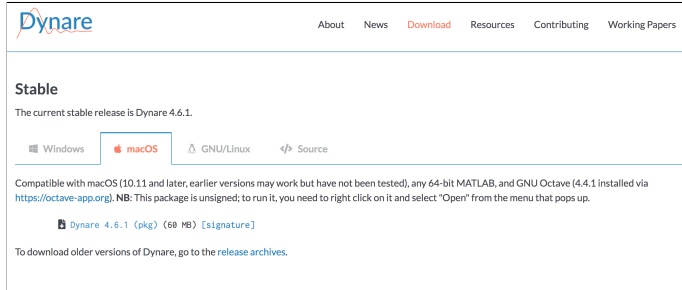 Dynare
About News Download Resources Contributing Working Papers
Stable
The current stable release is Dynare 4.6.1.
Windows macOS GNU/Linux </> Source
Compatible with macOS (10.11 and later, earlier versions may work but have not been tested), any 64-bit MATLAB, and GNU Octave (4.4.1 installed via
https://octave-app.org). NB: This package is unsigned; to run it, you need to right click on it and select "Open" from the menu that pops up.
Dynare 4.6.1 (pkg) (60 MB) [signature]
To download older versions of Dynare, go to the release archives.